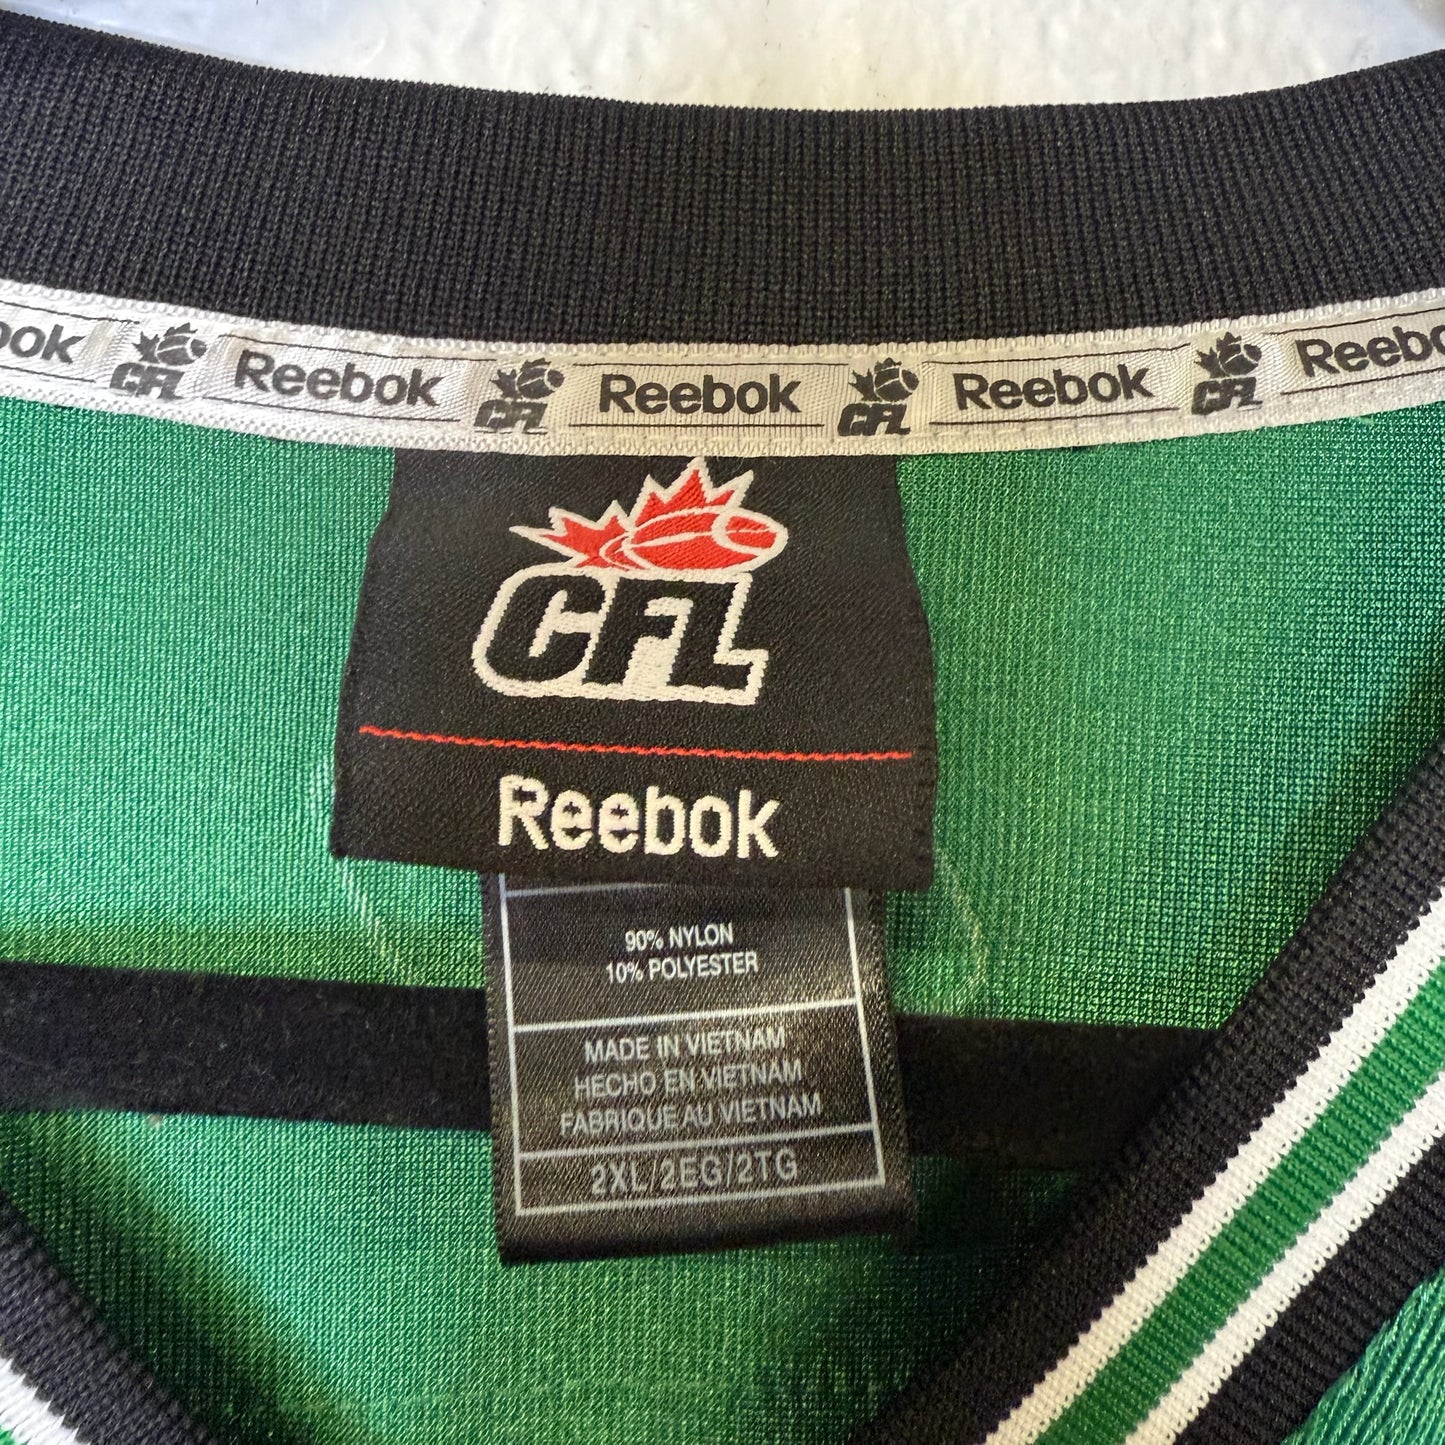 ook CFL Reebok CFL Reebok CFL Reebok CFL Reebo
CFL
Reebok
90% NYLON
10% POLYESTER
MADE IN VIETNAM
HECHO EN VIETNAM
FABRIQUE AU VIETNAM
2XL/2EG/2TG